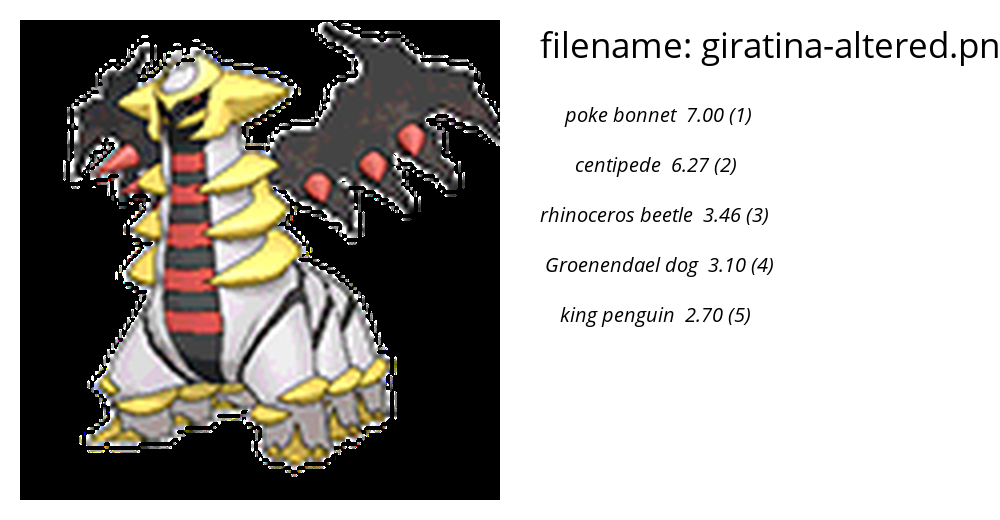 filename: giratina-altered.pn
poke bonnet 7.00 (1)
centipede 6.27 (2)
rhinoceros beetle 3.46 (3)
Groenendael dog 3.10 (4)
king penguin 2.70 (5)